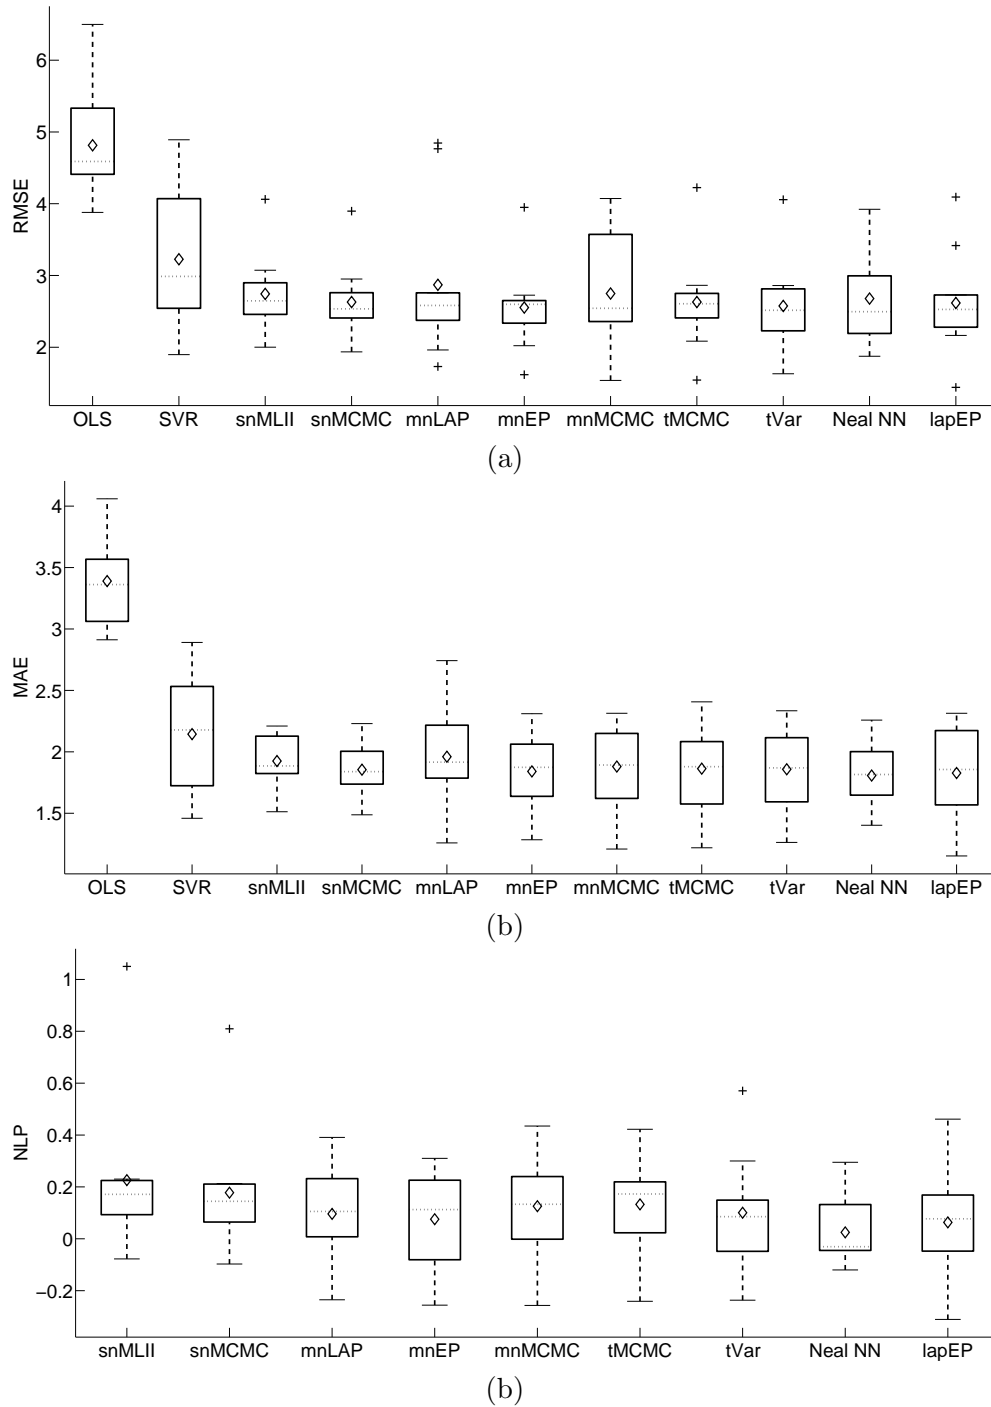 6
5
4
3
2
RMSE
OLS SVR snMLII snMCMC mnLAP mnEP mnMCMC tMCMC tVar Neal NN lapEP
(a)
4
3.5
3
2.5
2
1.5
MAE
OLS SVR snMLII snMCMC mnLAP mnEP mnMCMC tMCMC tVar Neal NN lapEP
(b)
1
0.8
0.6
0.4
0.2
0
−0.2
NLP
snMLII snMCMC mnLAP mnEP mnMCMC tMCMC tVar Neal NN lapEP
(b)